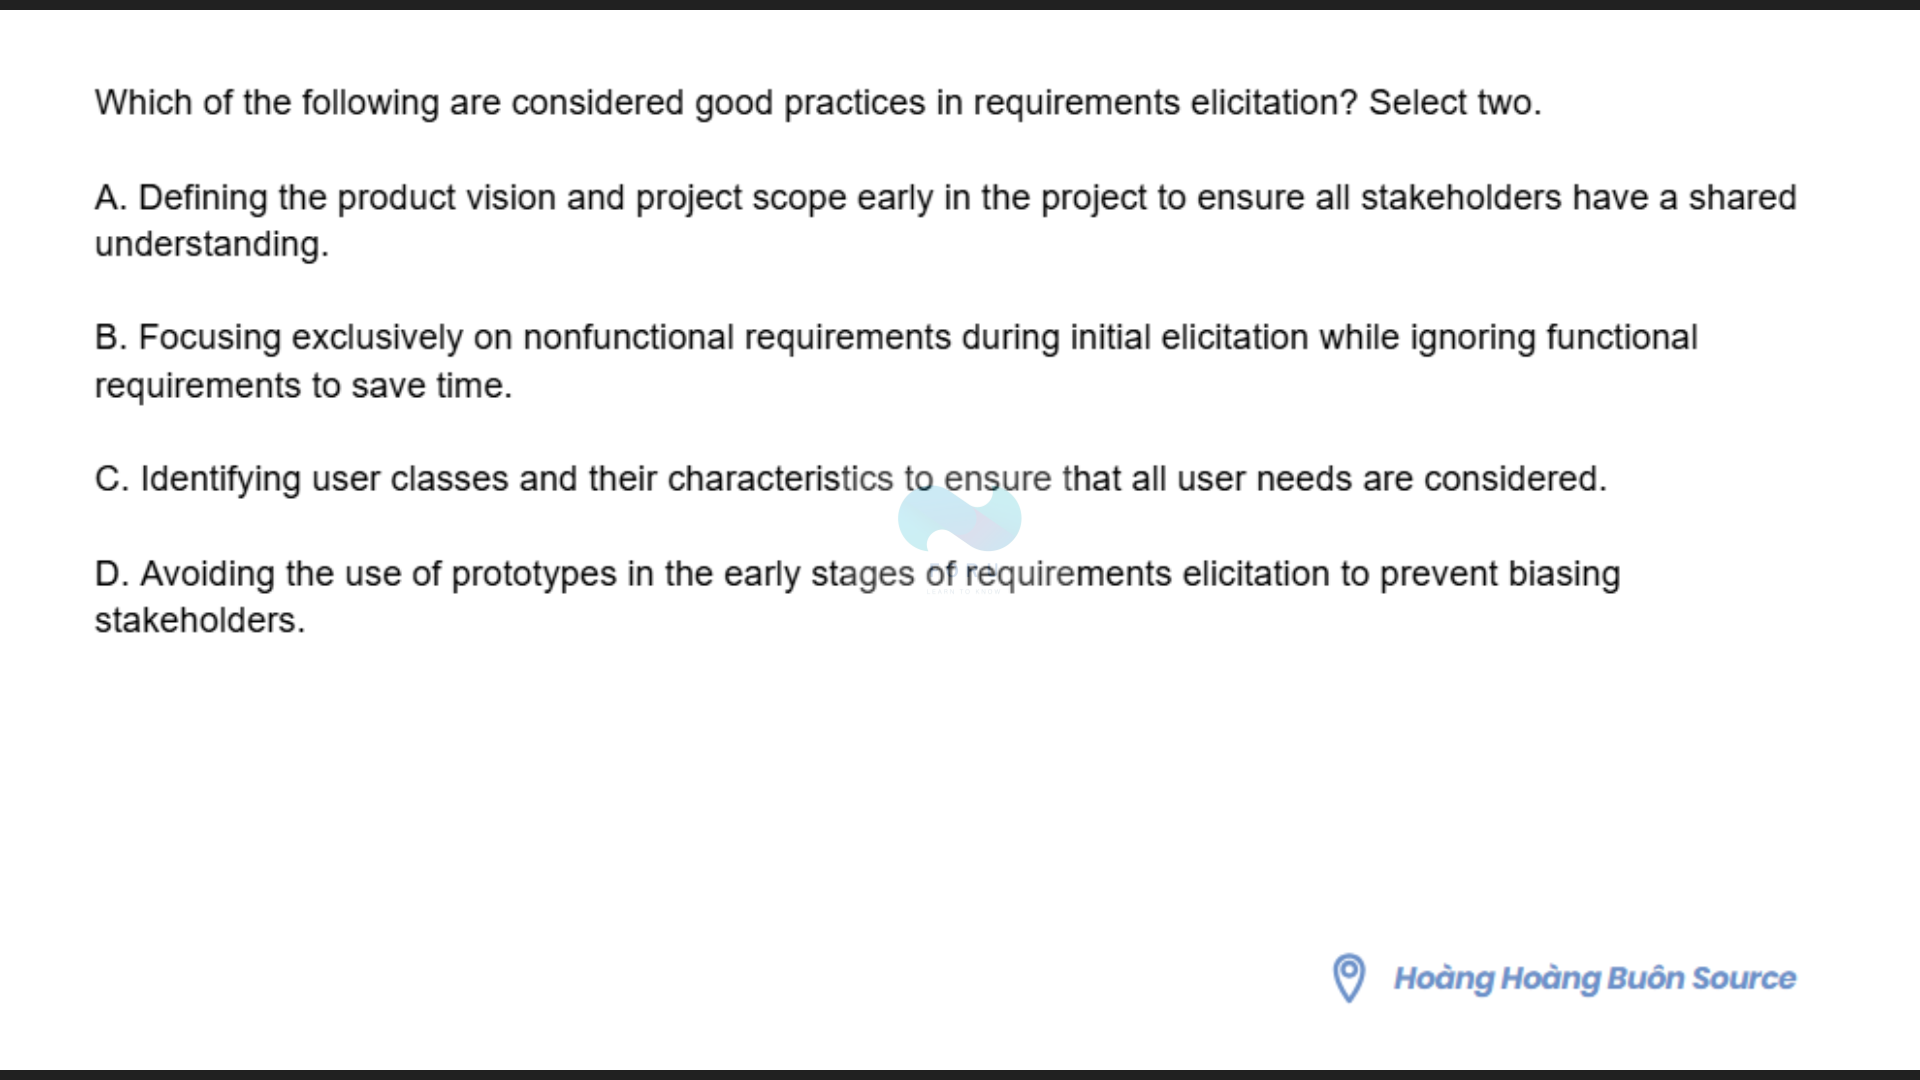 Which of the following are considered good practices in requirements elicitation? Select two.
A. Defining the product vision and project scope early in the project to ensure all stakeholders have a shared
understanding.
B. Focusing exclusively on nonfunctional requirements during initial elicitation while ignoring functional
requirements to save time.
C. Identifying user classes and their characteristics to ensure that all user needs are considered.
D. Avoiding the use of prototypes in the early stages of requirements elicitation to prevent biasing
stakeholders.
Hoàng Hoàng Buôn Source